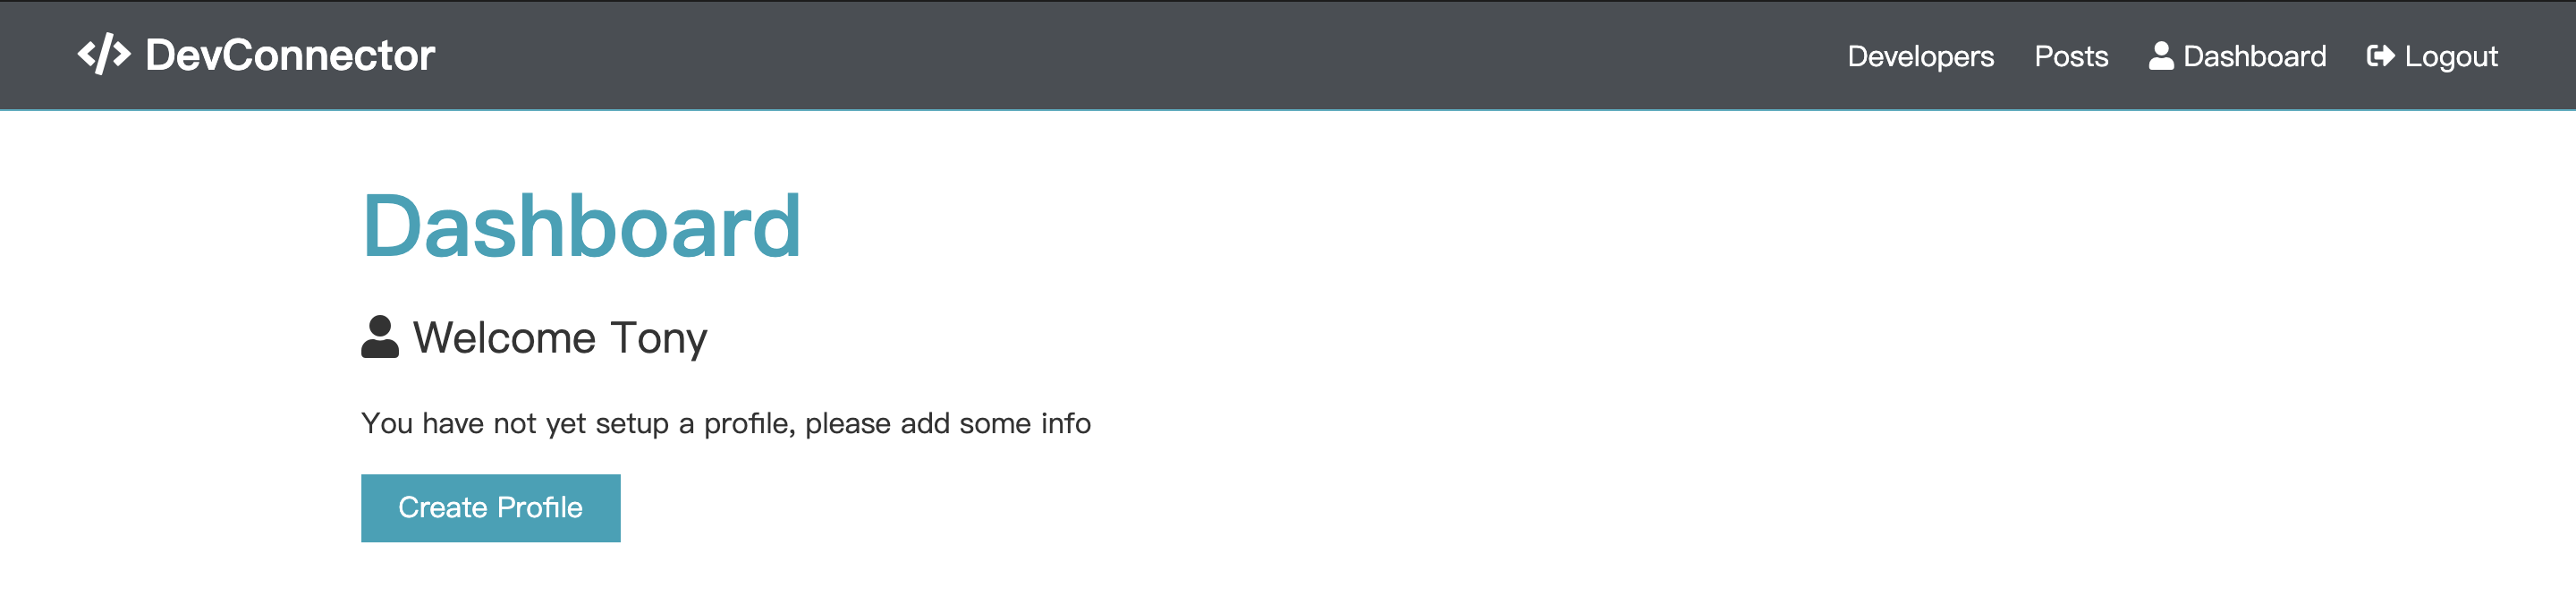 DevConnector
Developers Posts Dashboard Logout
Dashboard
Welcome Tony
You have not yet setup a profile, please add some info
Create Profile